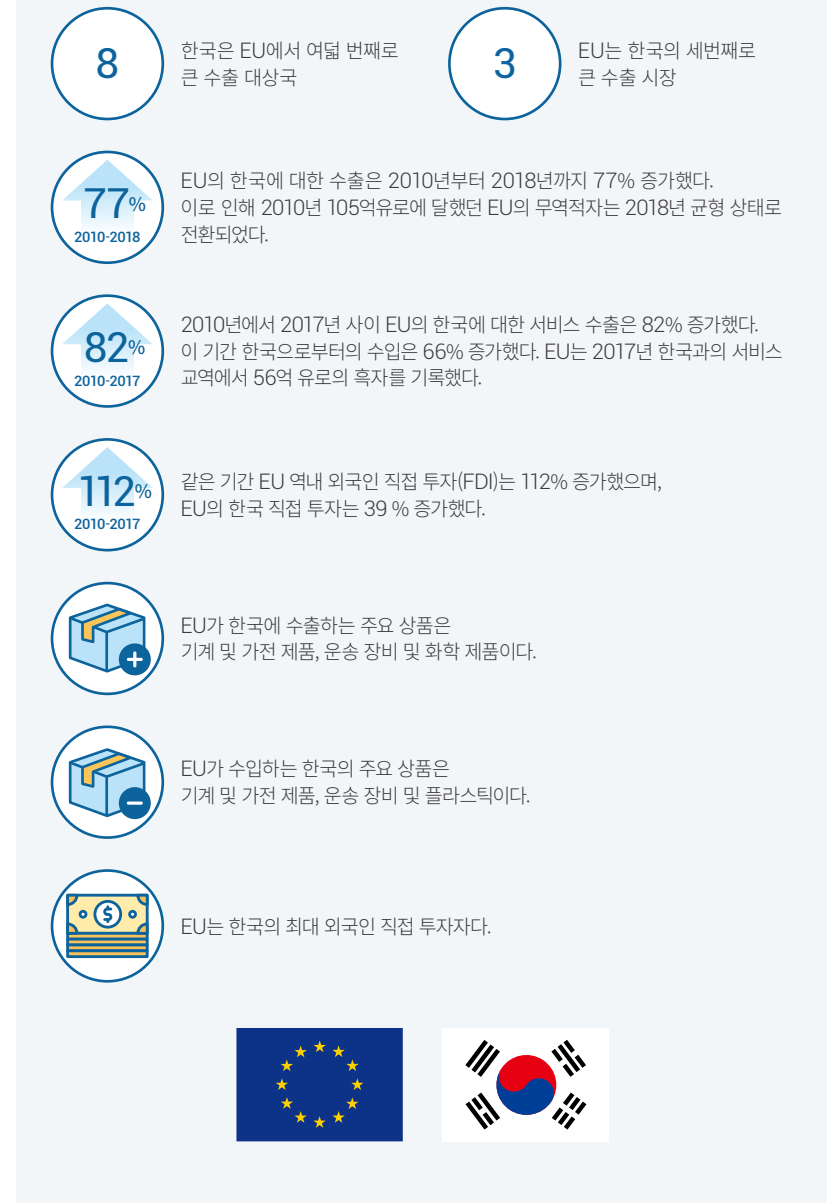 8
한국은 EU에서 여덟 번째로
큰 수출 대상국
3
EU는 한국의 세번째로
큰 수출 시장
77%
2010-2018
EU의 한국에 대한 수출은 2010년부터 2018년까지 77% 증가했다.
이로 인해 2010년 105억유로에 달했던 EU의 무역적자는 2018년 균형 상태로
전환되었다.
82%
2010-2017
2010년에서 2017년 사이 EU의 한국에 대한 서비스 수출은 82% 증가했다.
이 기간 한국으로부터의 수입은 66% 증가했다. EU는 2017년 한국과의 서비스
교역에서 56억 유로의 흑자를 기록했다.
112%
2010-2017
같은 기간 EU 역내 외국인 직접 투자(FDI)는 112% 증가했으며,
EU의 한국 직접 투자는 39 % 증가했다.
EU가 한국에 수출하는 주요 상품은
기계 및 가전 제품, 운송 장비 및 화학 제품이다.
EU가 수입하는 한국의 주요 상품은
기계 및 가전 제품, 운송 장비 및 플라스틱이다.
$
EU는 한국의 최대 외국인 직접 투자자다.